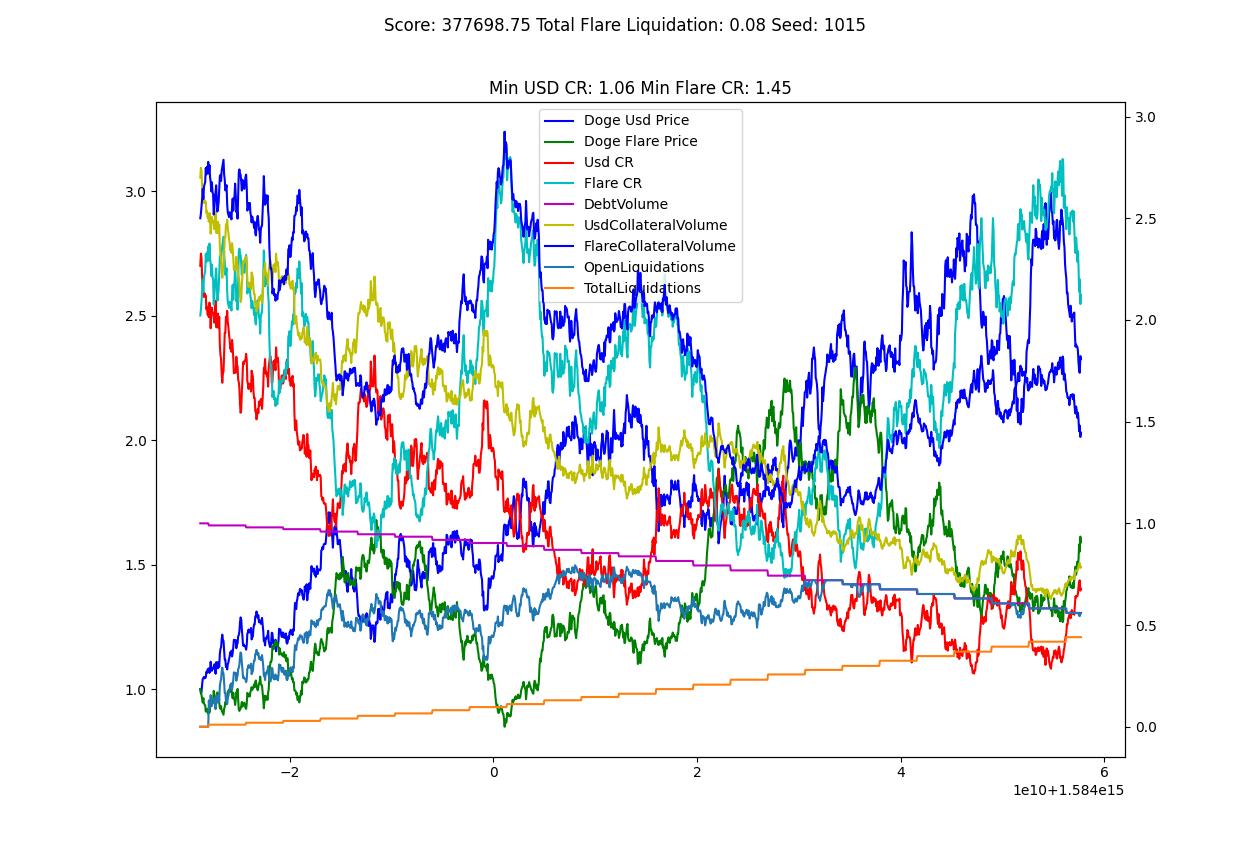 Score: 377698.75 Total Flare Liquidation: 0.08 Seed: 1015
Min USD CR: 1.06 Min Flare CR: 1.45
Doge Usd Price
Doge Flare Price
Usd CR
Flare CR
DebtVolume
UsdCollateralVolume
FlareCollateralVolume
OpenLiquidations
TotalLiquidations
3.0
2.5
2.0
1.5
1.0
3.0
2.5
2.0
1.5
1.0
0.5
0.0
−2 0 2 4 6
1e10+1.584e15